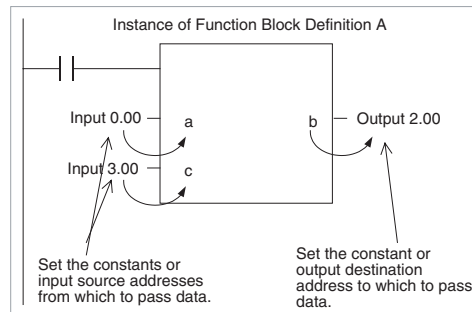 Instance of Function Block Definition A
Input 0.00 a b Output 2.00
Input 3.00 c
Set the constants or
input source addresses
from which to pass data.
Set the constant or
output destination
address to which to pass
data.